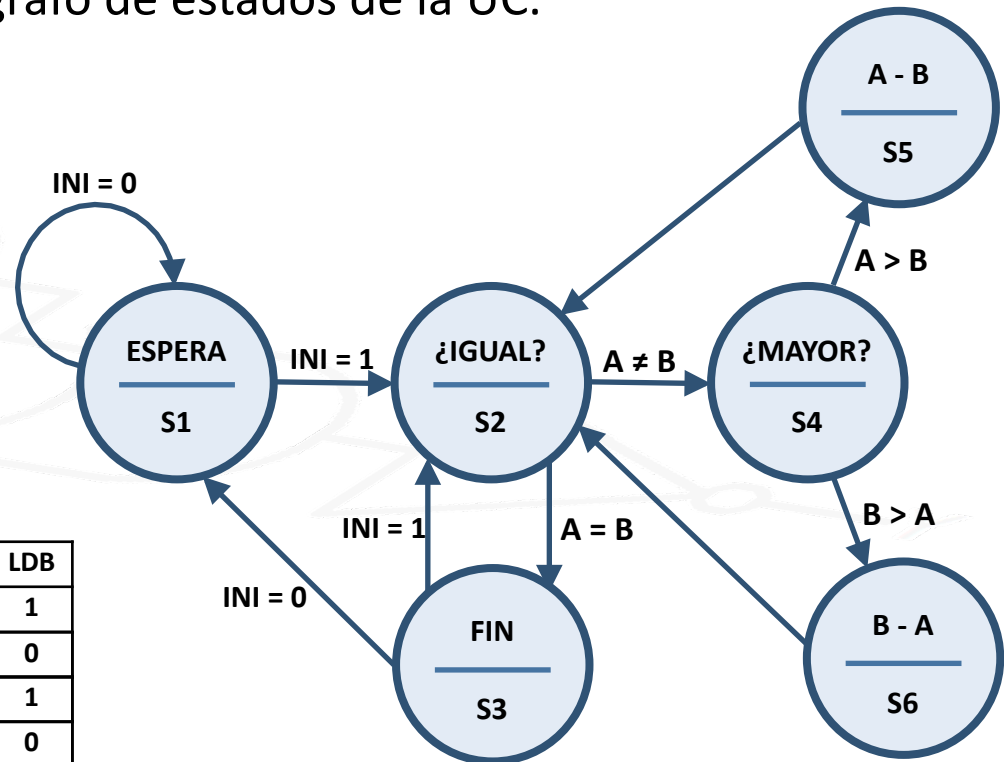 grafo de estados de la UC.
A - B
S5
INI = 0
A > B
ESPERA
S1
INI = 1
¿IGUAL?
S2
A ≠ B
¿MAYOR?
S4
INI = 1
A = B
B > A
INI = 0
FIN
S3
B - A
S6
LDB
1
0
1
0